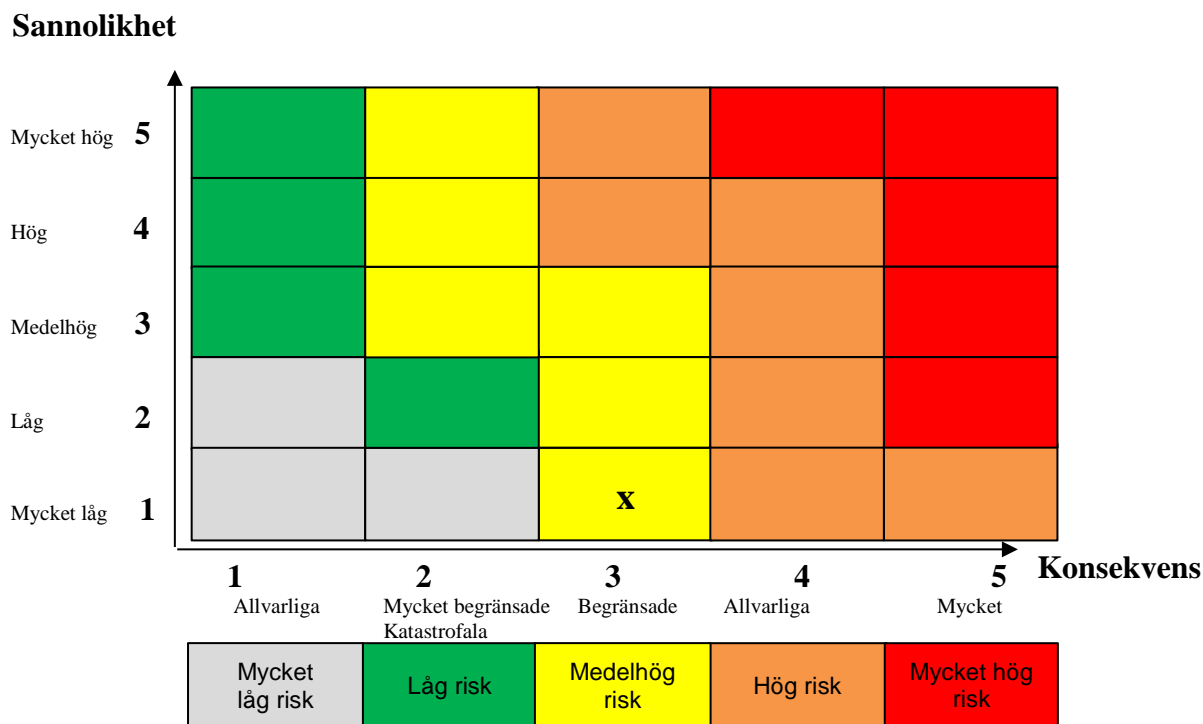 Sannolikhet
Mycket hög 5
Hög 4
Medelhög 3
Låg 2
Mycket låg 1
x
1 2 3 4 5 Konsekvens
Allvarliga Mycket begränsade Begränsade Allvarliga Mycket
Katastrofala
Mycket Låg risk Medelhög Hög risk Mycket hög
låg risk risk risk